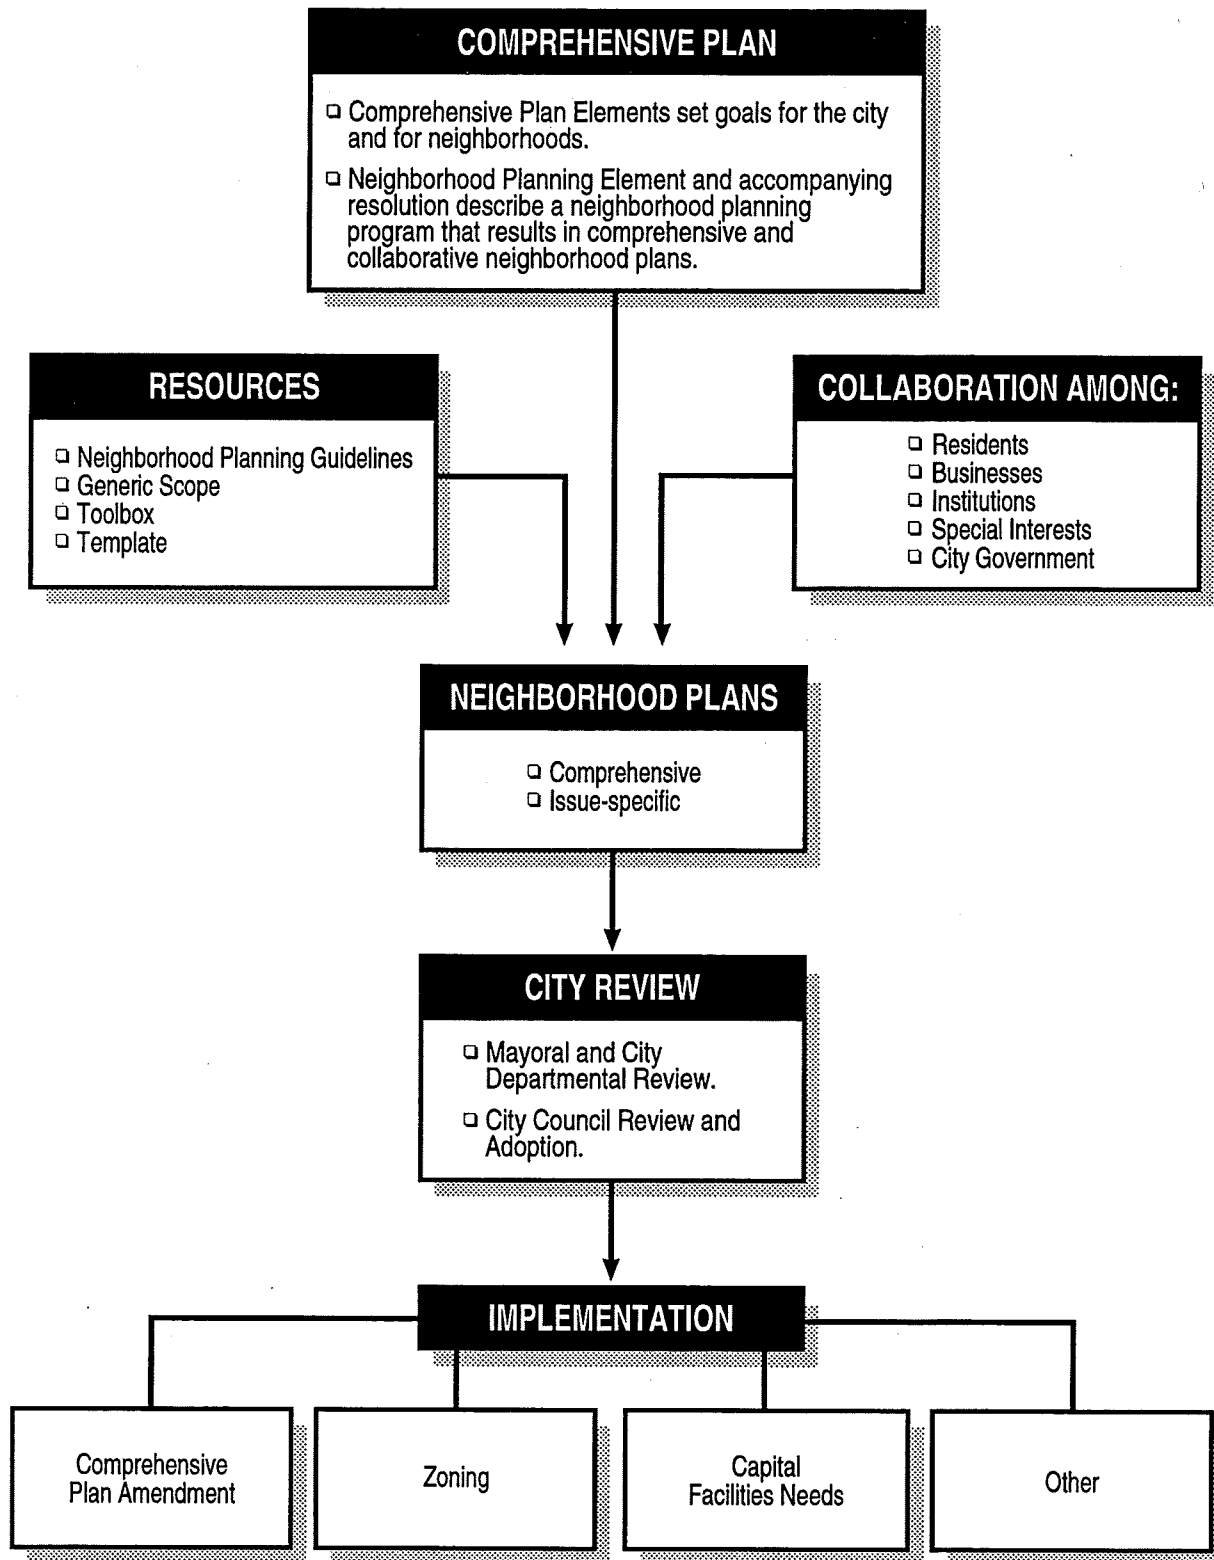 COMPREHENSIVE PLAN
❑ Comprehensive Plan Elements set goals for the city
and for neighborhoods.
❑ Neighborhood Planning Element and accompanying
resolution describe a neighborhood planning
program that results in comprehensive and
collaborative neighborhood plans.
RESOURCES
❑ Neighborhood Planning Guidelines
❑ Generic Scope
❑ Toolbox
❑ Template
COLLABORATION AMONG:
❑ Residents
❑ Businesses
❑ Institutions
❑ Special Interests
❑ City Government
NEIGHBORHOOD PLANS
❑ Comprehensive
❑ Issue-specific
CITY REVIEW
❑ Mayoral and City
Departmental Review.
❑ City Council Review and
Adoption.
IMPLEMENTATION
Comprehensive
Plan Amendment
Zoning
Capital
Facilities Needs
Other